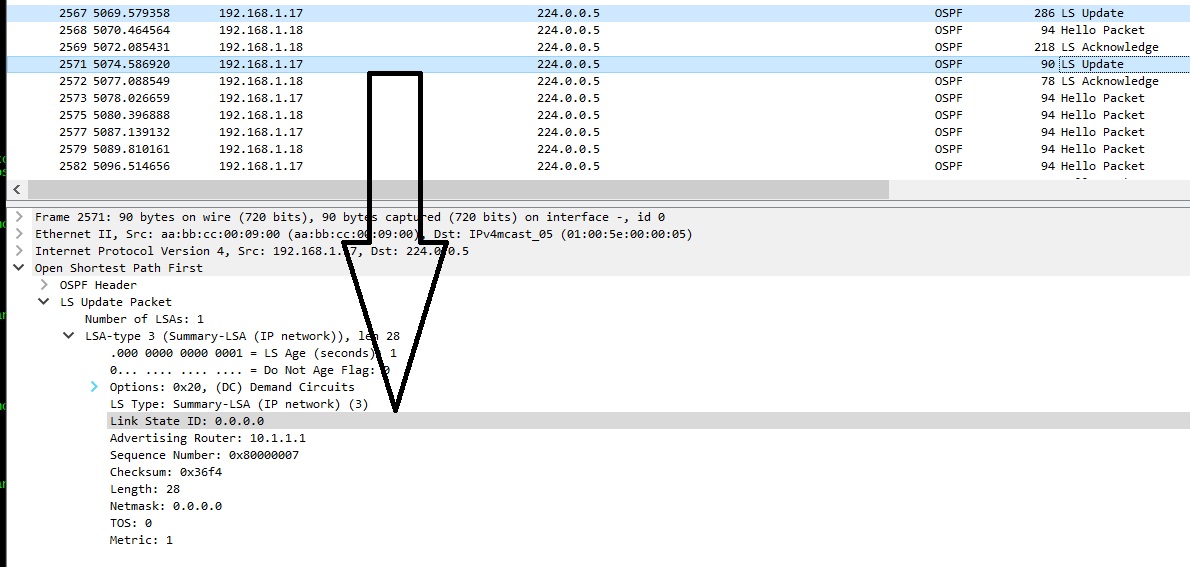 2567 5069.579358 192.168.1.17 224.0.0.5 OSPF 286 LS Update
2568 5070.464564 192.168.1.18 224.0.0.5 OSPF 94 Hello Packet
2569 5072.085431 192.168.1.18 224.0.0.5 OSPF 218 LS Acknowledge
2571 5074.586920 192.168.1.17 224.0.0.5 OSPF 90 LS Update
2572 5077.088549 192.168.1.18 224.0.0.5 OSPF 78 LS Acknowledge
2573 5078.026659 192.168.1.17 224.0.0.5 OSPF 94 Hello Packet
2575 5080.396888 192.168.1.18 224.0.0.5 OSPF 94 Hello Packet
2577 5087.139132 192.168.1.17 224.0.0.5 OSPF 94 Hello Packet
2579 5089.810161 192.168.1.18 224.0.0.5 OSPF 94 Hello Packet
2582 5096.514656 192.168.1.17 224.0.0.5 OSPF 94 Hello Packet
Frame 2571: 90 bytes on wire (720 bits), 90 bytes captured (720 bits) on interface -, id 0
Ethernet II, Src: aa:bb:cc:00:09:00 (aa:bb:cc:00:09:00), Dst: IPv4mcast_05 (01:00:5e:00:00:05)
Internet Protocol Version 4, Src: 192.168.1.17, Dst: 224.0.0.5
Open Shortest Path First
OSPF Header
LS Update Packet
Number of LSAs: 1
LSA-type 3 (Summary-LSA (IP network)), len 28
.000 0000 0000 0001 = LS Age (seconds): 1
0... .... .... .... = Do Not Age Flag: 0
Options: 0x20, (DC) Demand Circuits
LS Type: Summary-LSA (IP network) (3)
Link State ID: 0.0.0.0
Advertising Router: 10.1.1.1
Sequence Number: 0x80000007
Checksum: 0x36f4
Length: 28
Netmask: 0.0.0.0
TOS: 0
Metric: 1